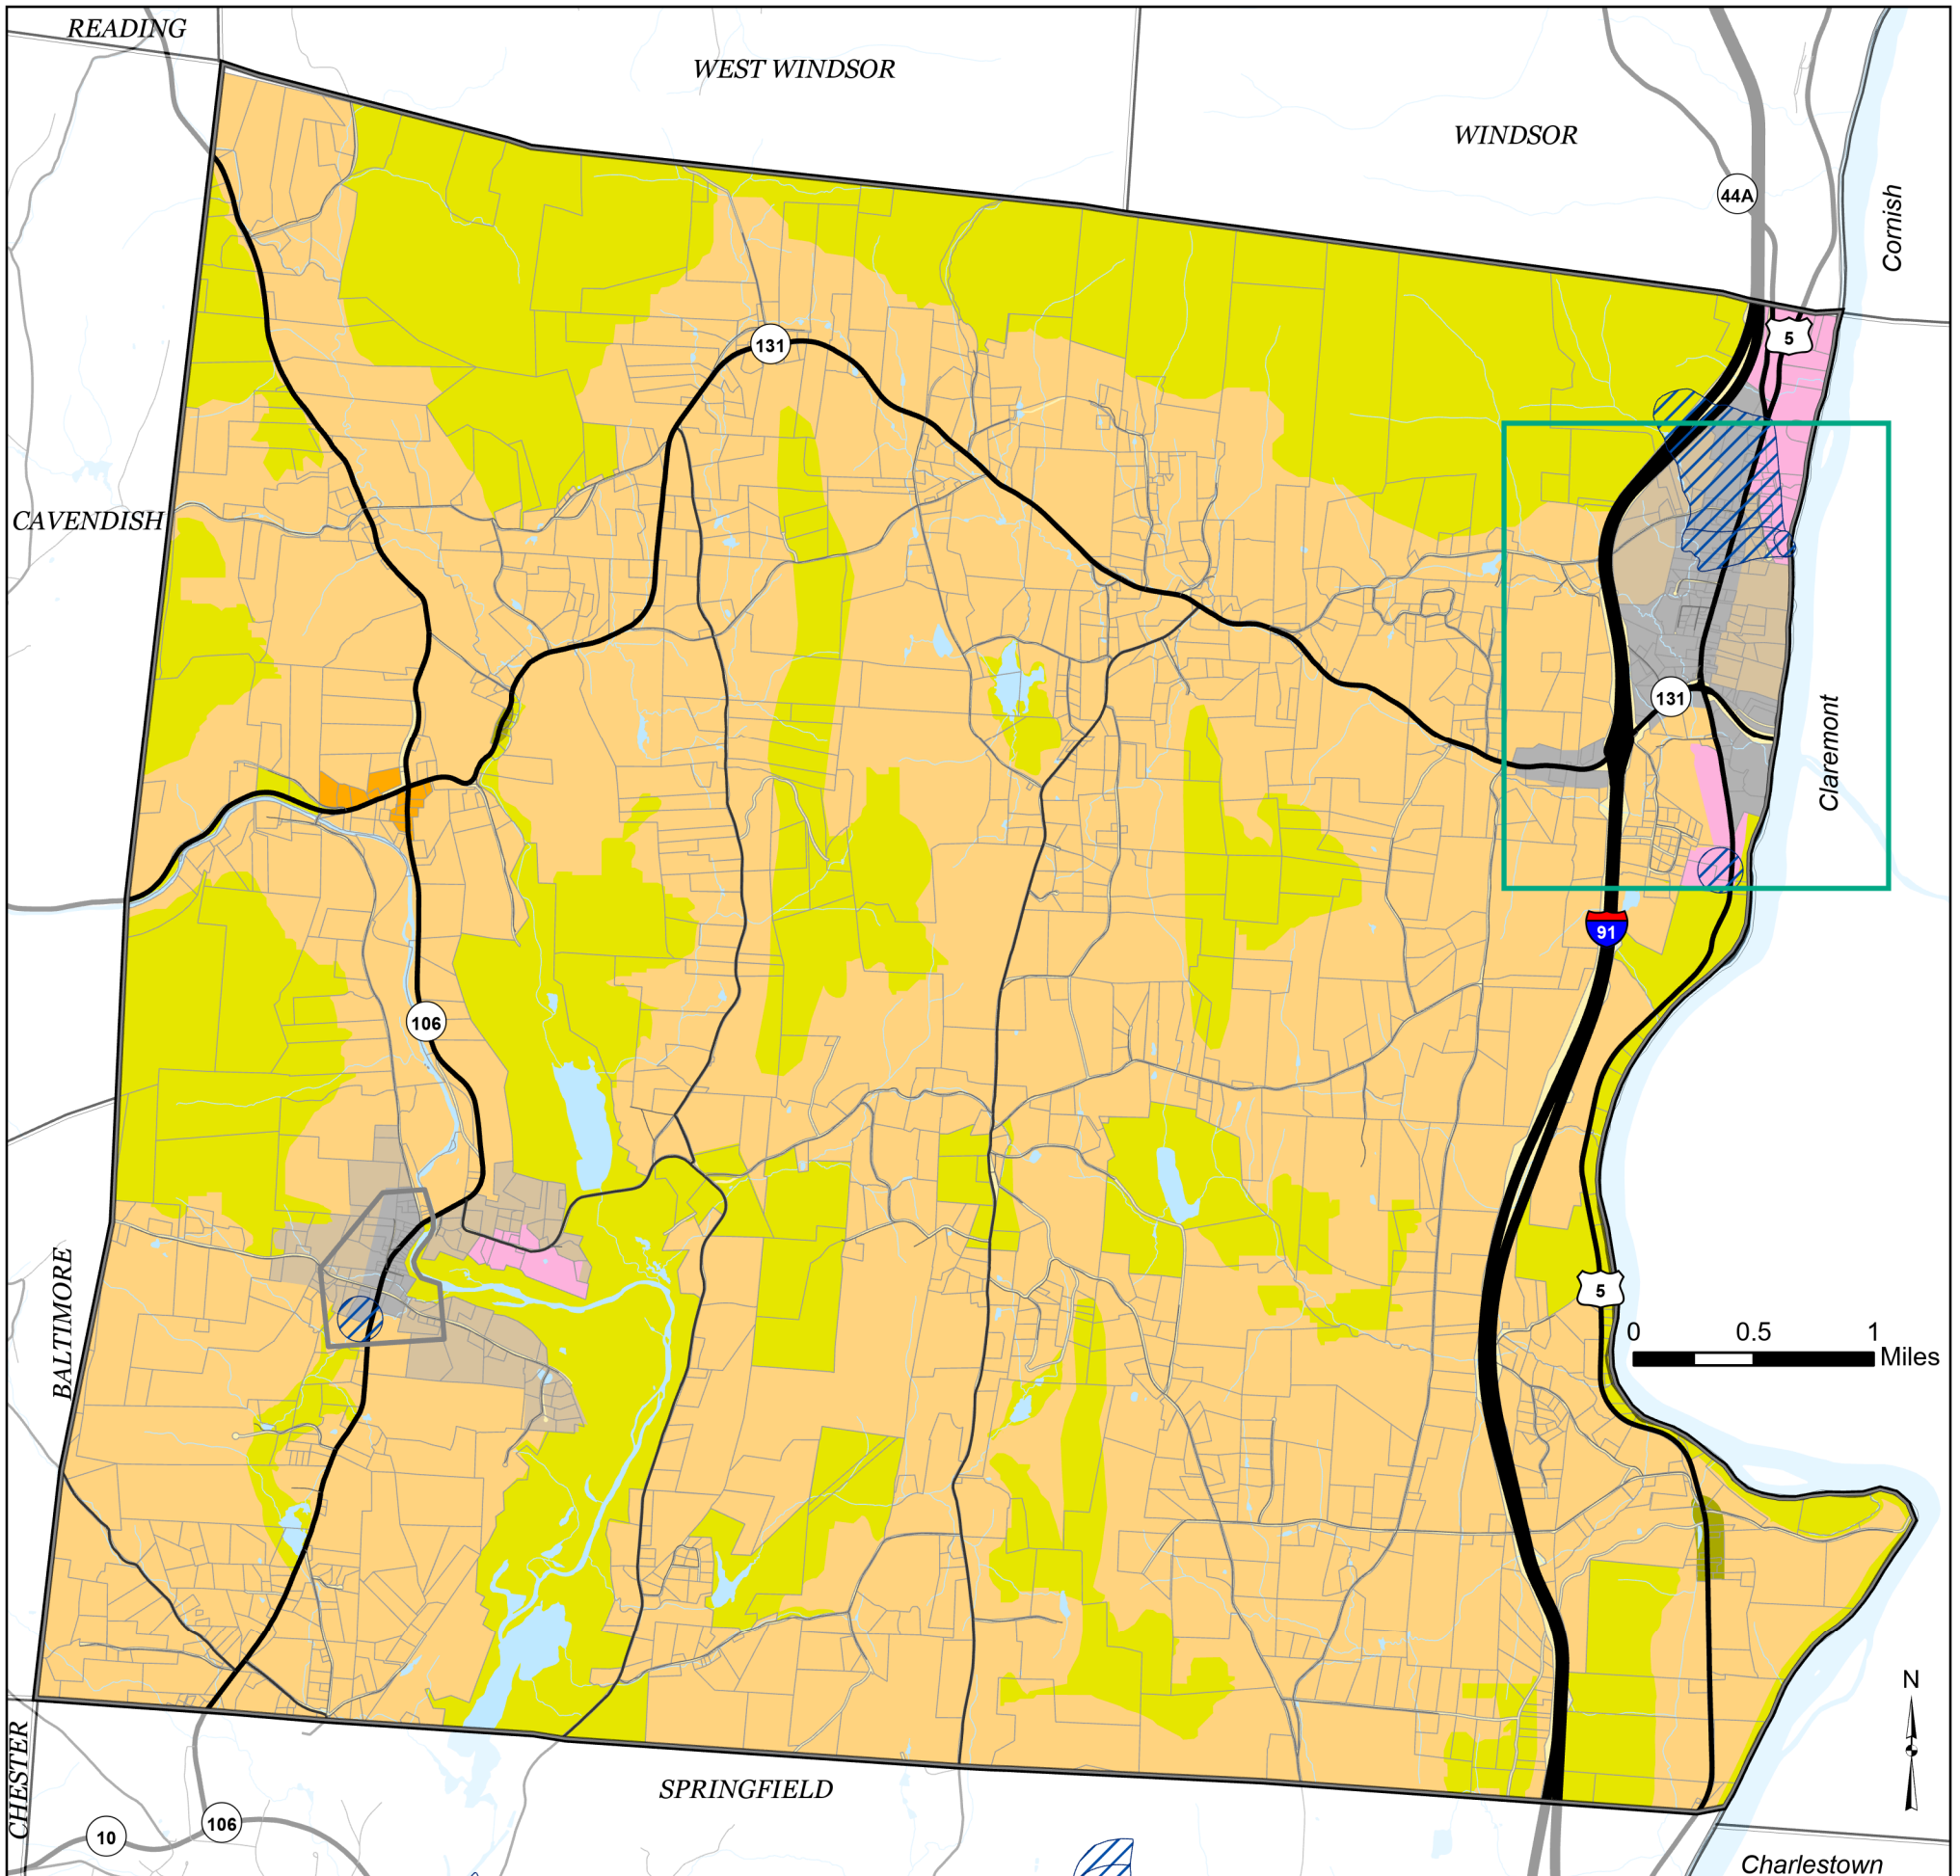 READING
WEST WINDSOR
WINDSOR
44A
Cornish
5
131
CAVENDISH
131
Claremont
91
106
BALTIMORE
5
0 0.5 1
Miles
N
CHESTER
SPRINGFIELD
10
106
Charlestown